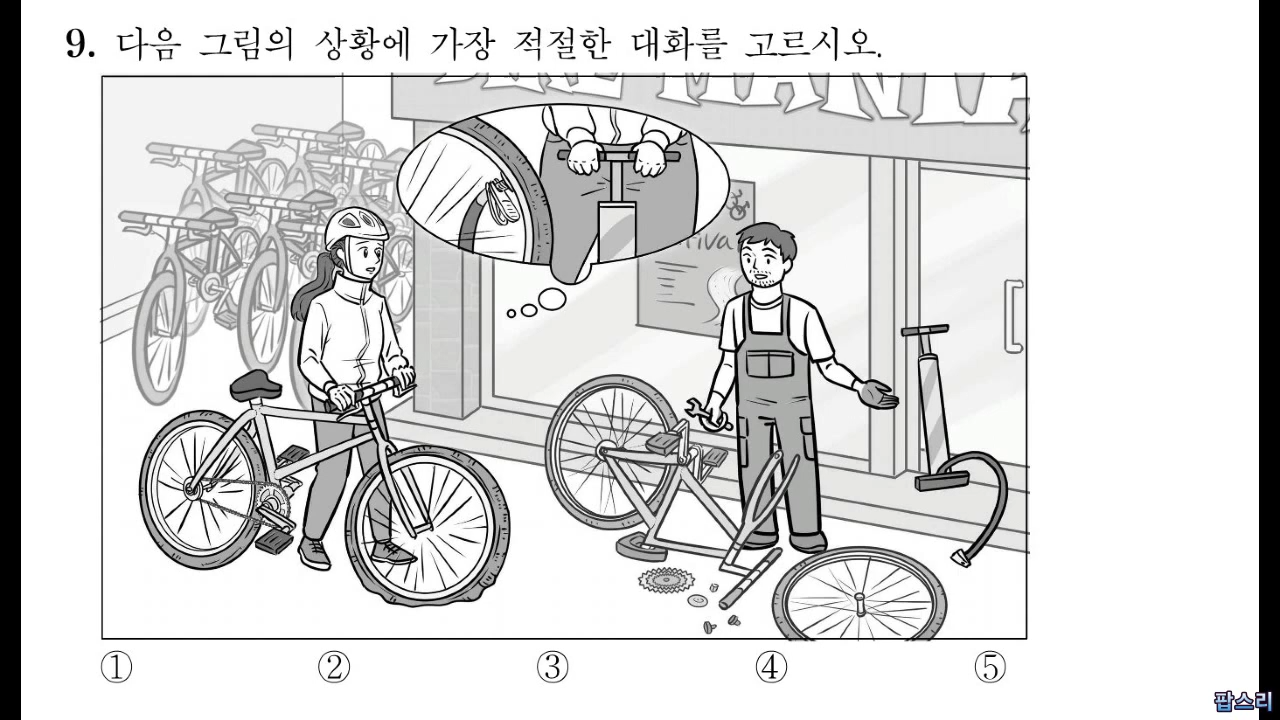 9. 다음 그림의 상황에 가장 적절한 대화를 고르시오.
MANIA
① ② ③ ④ ⑤
팝스리